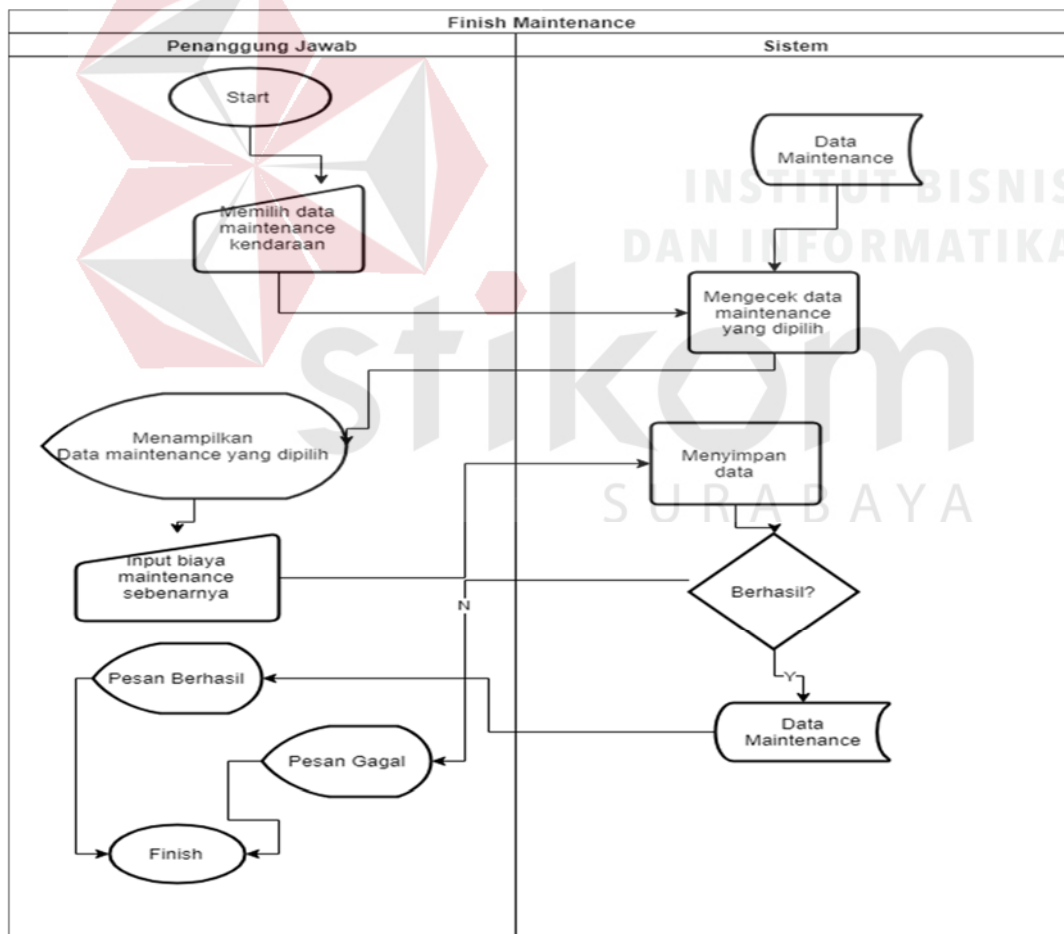 Finish Maintenance
Penanggung Jawab
Sistem
Start
Data
Maintenance
Memilih data
maintenance
kendaraan
Mengecek data
maintenance
yang dipilih
Menampilkan
Data maintenance yang dipilih
Menyimpan
data
Input biaya
maintenance
sebenarnya
Berhasil?
N
Y
Pesan Berhasil
Data
Maintenance
Pesan Gagal
Finish
INSTITUT BISNIS
DAN INFORMATIKA
stikom
SURABAYA